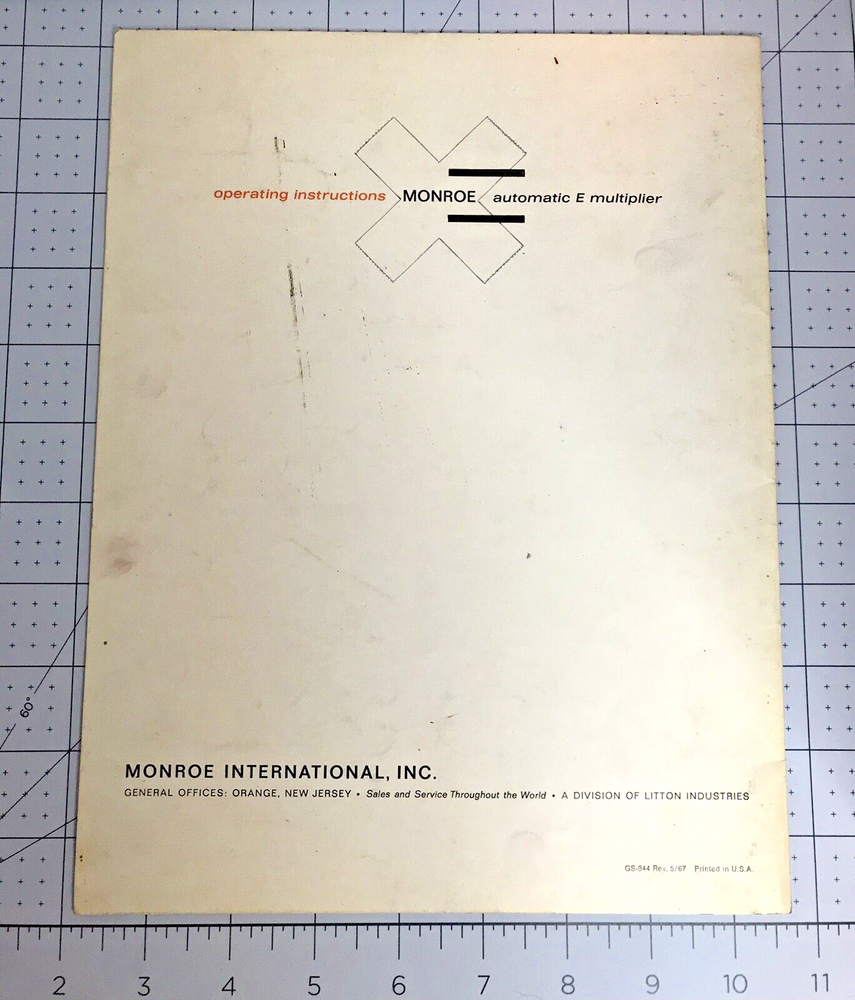 operating instructions MONROE automatic E multiplier
60°
MONROE INTERNATIONAL, INC.
GENERAL OFFICES: ORANGE, NEW JERSEY • Sales and Service Throughout the World • A DIVISION OF LITTON INDUSTRIES
GS-944 Rev. 5/67 Printed in U.S.A.
2 3 4 5 6 7 8 9 10 11